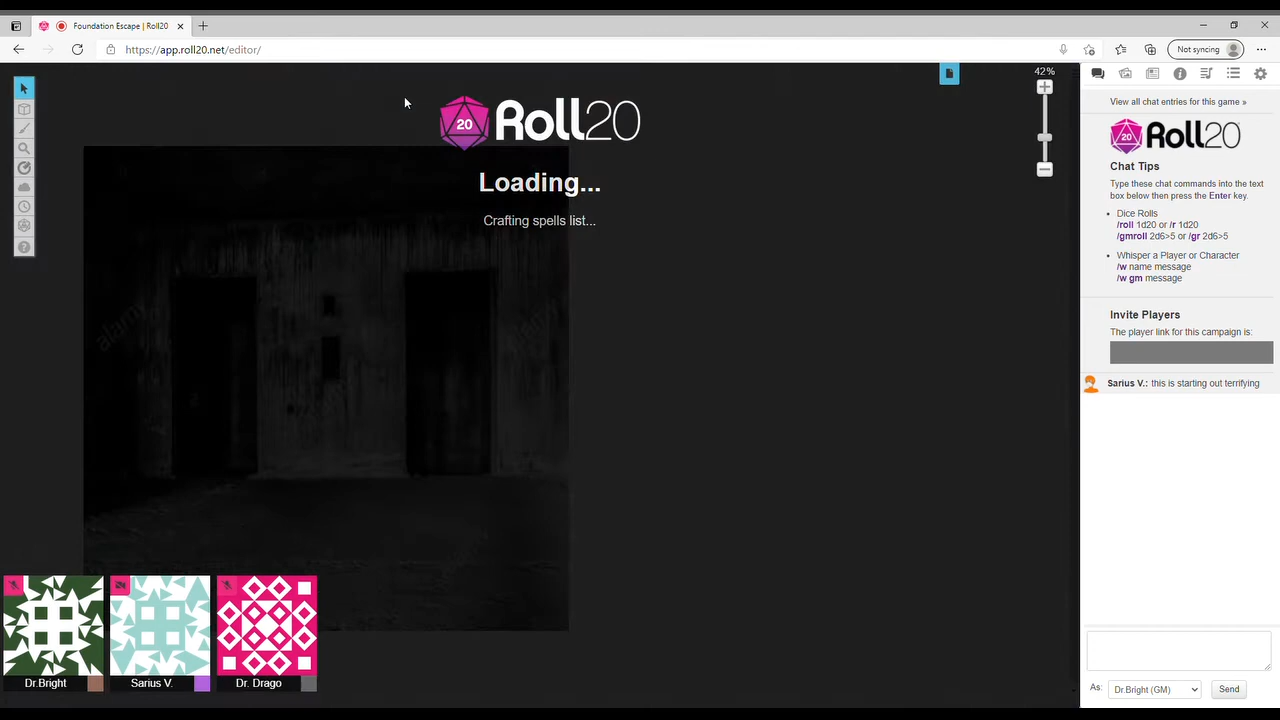 Foundation Escape | Roll20
https://app.roll20.net/editor/
Not syncing
42%
20 Roll20
Loading...
Crafting spells list...
alamy
View all chat entries for this game »
20 Roll20
Chat Tips
Type these chat commands into the text
box below then press the Enter key.
Dice Rolls
/roll 1d20 or /r 1d20
/gmroll 2d6>5 or /gr 2d6>5
Whisper a Player or Character
/w name message
/w gm message
Invite Players
The player link for this campaign is:
Sarius V.: this is starting out terrifying
Dr.Bright
Sarius V.
Dr. Drago
As:
Dr.Bright (GM)
Send